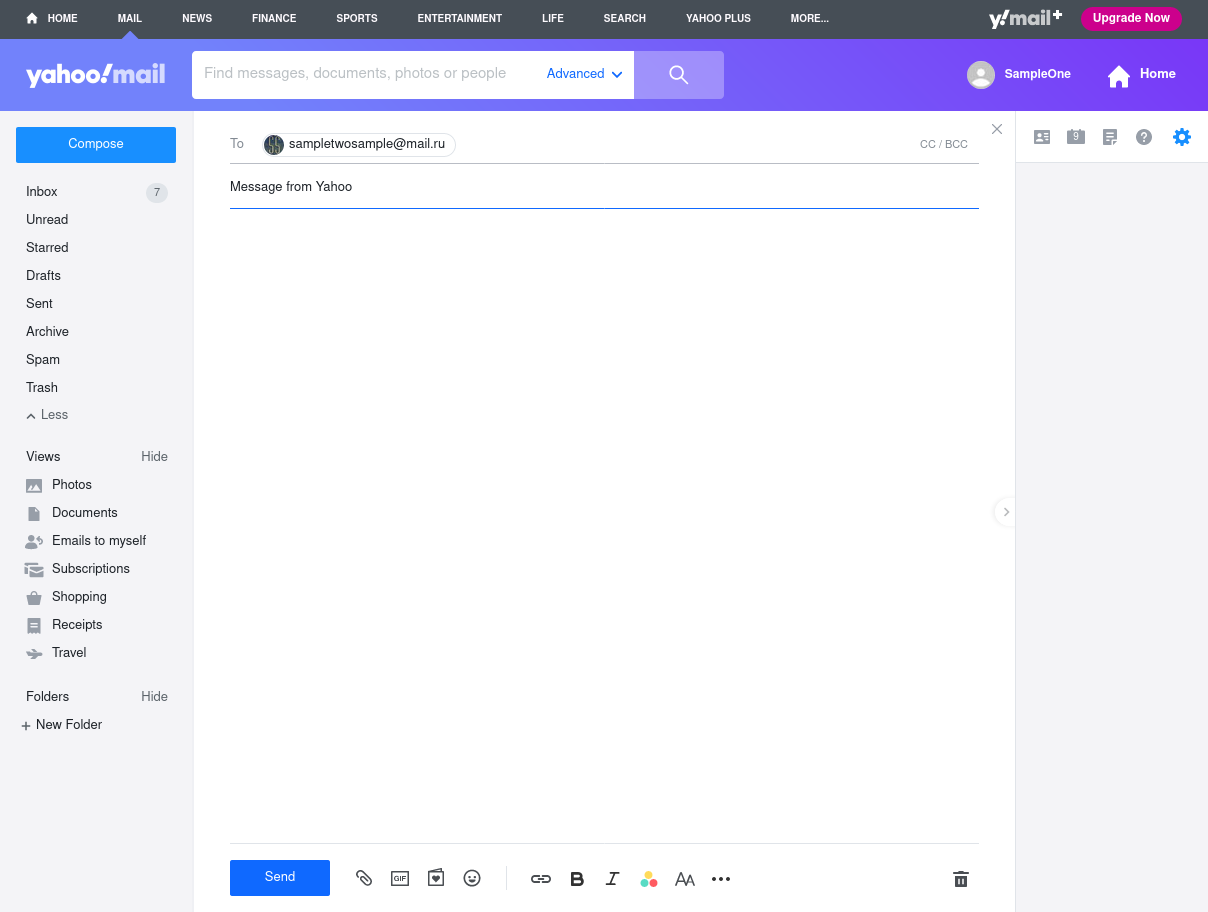 HOME MAIL NEWS FINANCE SPORTS ENTERTAINMENT LIFE SEARCH YAHOO PLUS MORE... y!mail+ Upgrade Now
yahoo!mail Find messages, documents, photos or people Advanced SampleOne Home
Compose
To sampletwosample@mail.ru CC / BCC
9
Message from Yahoo
Inbox 7
Unread
Starred
Drafts
Sent
Archive
Spam
Trash
Less
Views Hide
Photos
Documents
Emails to myself
Subscriptions
Shopping
Receipts
Travel
Folders Hide
+ New Folder
Send GIF B I AA